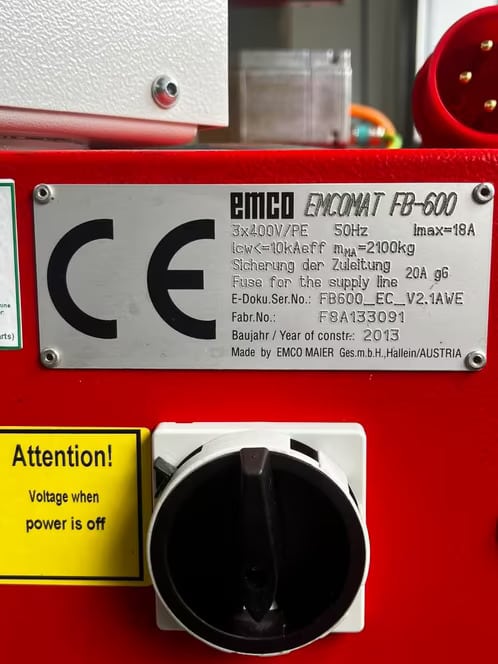 emco EMCOMAT FB-600
CE
3x400V/PE 50Hz Imax=18A
Icw<=10kAeff mMA=2100kg
Sicherung der Zuleitung
Fuse for the supply line 20A g6
E-Doku.Ser.No.: FB600_EC_V2.1AWE
Fabr.No.: F8A133091
Baujahr / Year of constr.: 2013
Made by EMCO MAIER Ges.m.b.H.,Hallein/AUSTRIA
Attention!
Voltage when
power is off